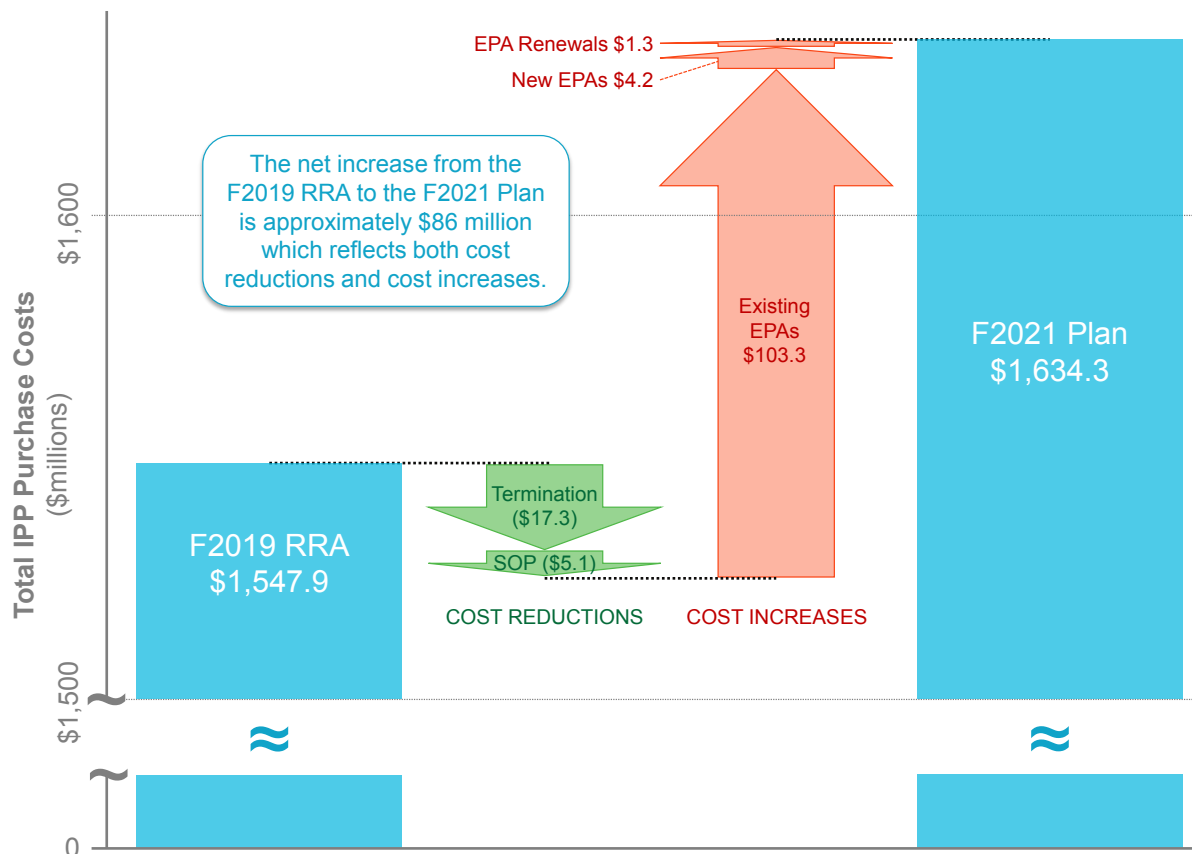 EPA Renewals $1.3
New EPAs $4.2
The net increase from the
F2019 RRA to the F2021 Plan
is approximately $86 million
which reflects both cost
reductions and cost increases.
$1,600
Existing
EPAs
$103.3
F2021 Plan
$1,634.3
Total IPP Purchase Costs
($millions)
Termination
($17.3)
F2019 RRA
$1,547.9
SOP ($5.1)
COST REDUCTIONS
COST INCREASES
$1,500
≈
≈
0